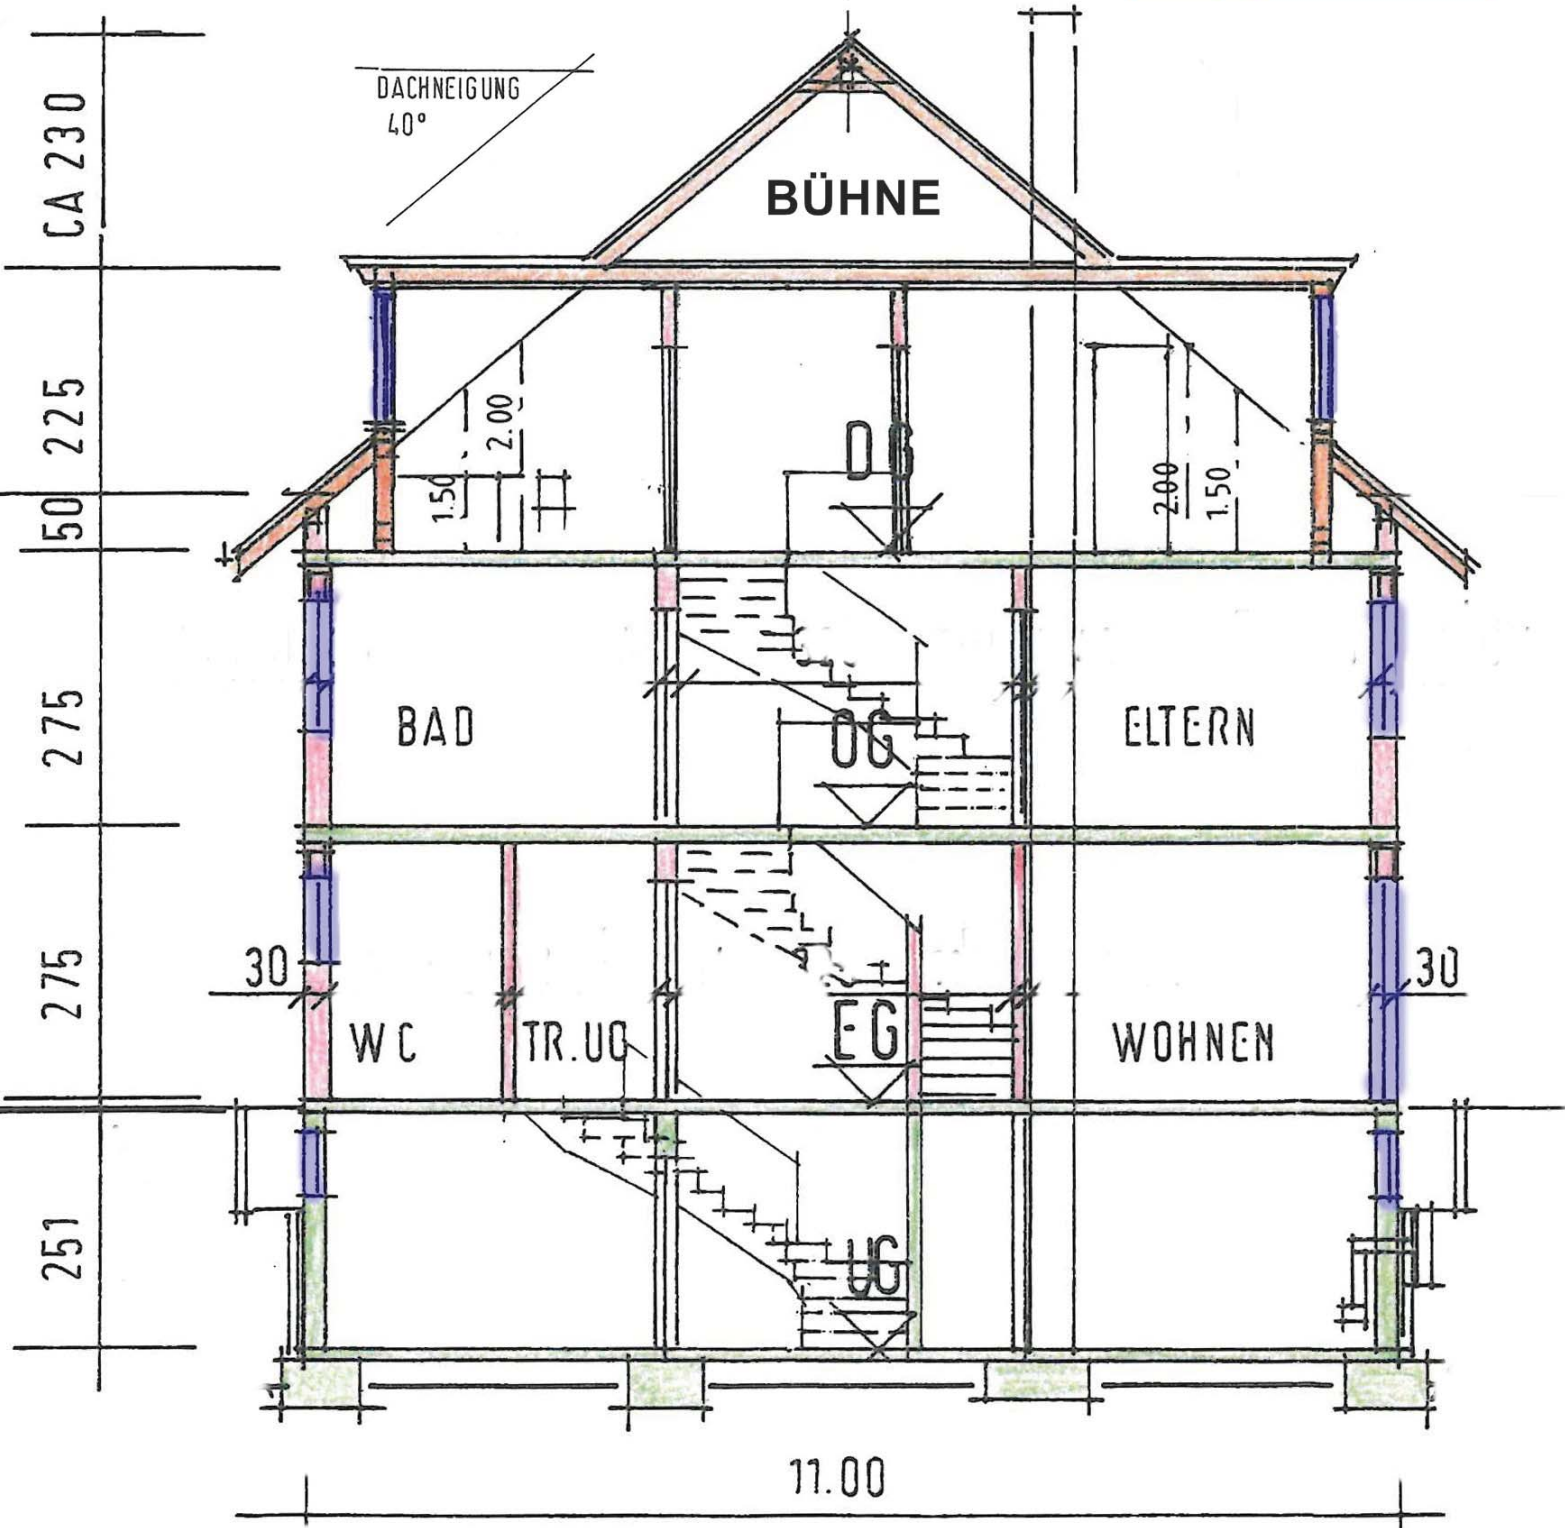 CA 230
DACHNEIGUNG
40°
BÜHNE
225
2.00
1.50
DG
2.00
1.50
50
275
BAD
OG
ELTERN
275
30
30
WC
TR.UG
EG
WOHNEN
251
UG
11.00